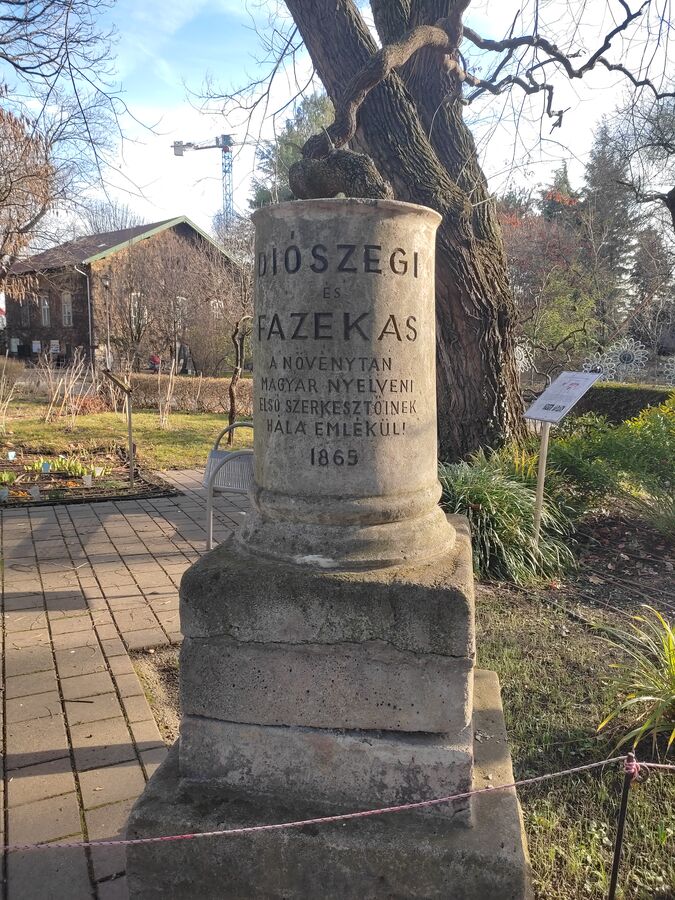 DIÓSZEGI
ÉS
FAZEKAS
A NÖVÉNYTAN
MAGYAR NYELVENI
ELSŐ SZERKESZTŐINEK
HÁLA EMLÉKÜL!
1865